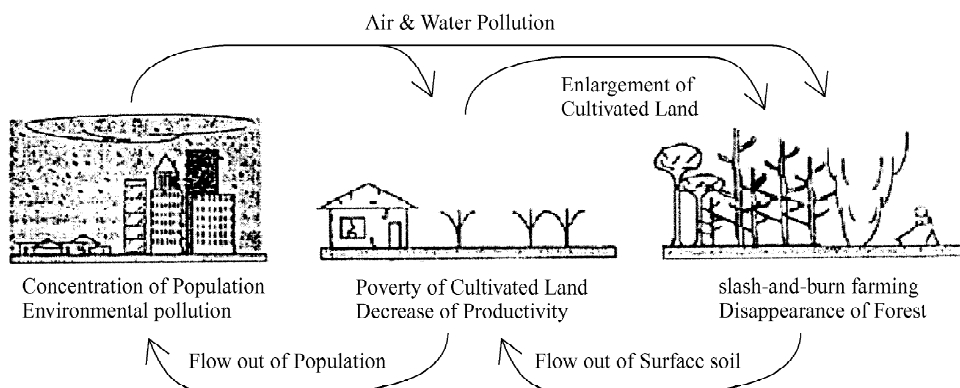 Air & Water Pollution
Enlargement of
Cultivated Land
Concentration of Population
Environmental pollution
Poverty of Cultivated Land
Decrease of Productivity
slash-and-burn farming
Disappearance of Forest
Flow out of Population
Flow out of Surface soil